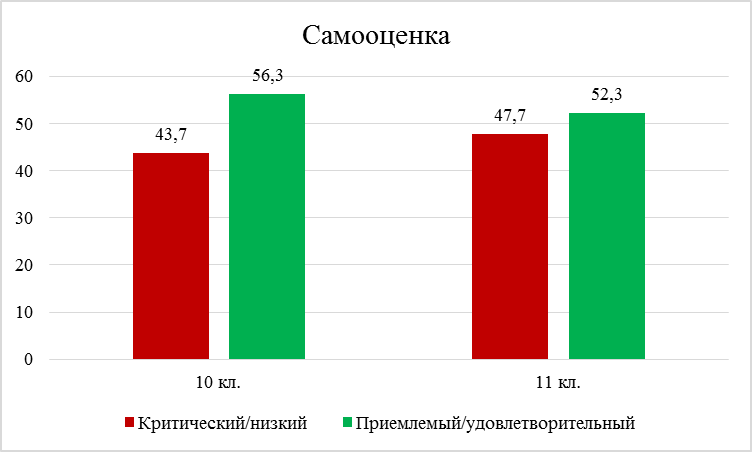 Самооценка
60
50
40
30
20
10
0
43,7
56,3
47,7
52,3
10 кл.
11 кл.
Критический/низкий
Приемлемый/удовлетворительный